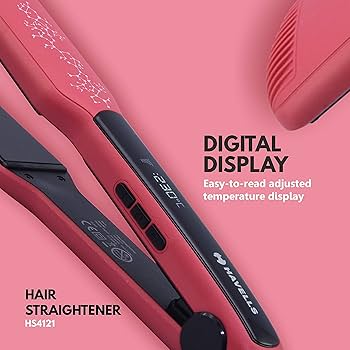 DIGITAL
DISPLAY
Easy-to-read adjusted
temperature display
230°C
HAVELLS
HAIR
STRAIGHTENER
HS4121